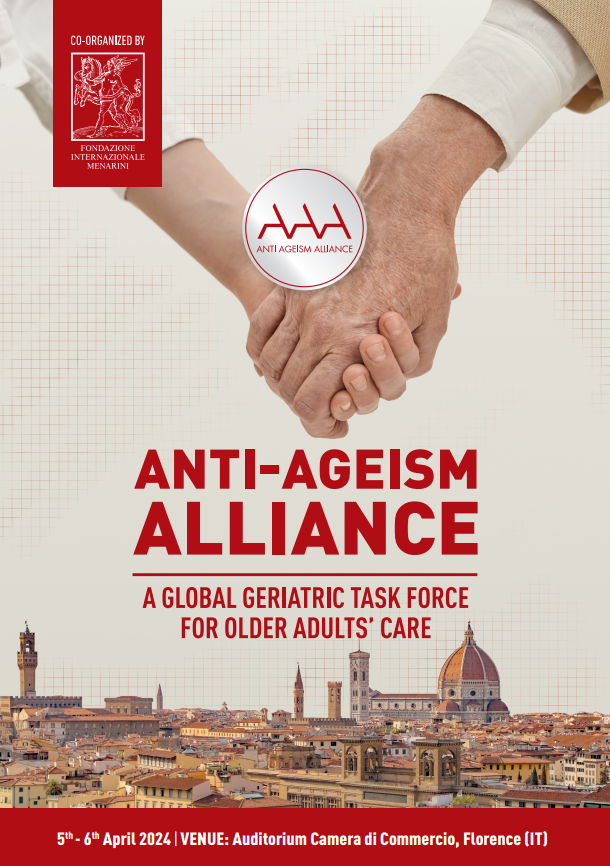 CO-ORGANIZED BY
FONDAZIONE
INTERNAZIONALE
MENARINI
AAA
ANTI AGEISM ALLIANCE
ANTI-AGEISM
ALLIANCE
A GLOBAL GERIATRIC TASK FORCE
FOR OLDER ADULTS' CARE
5th - 6th April 2024 | VENUE: Auditorium Camera di Commercio, Florence (IT)